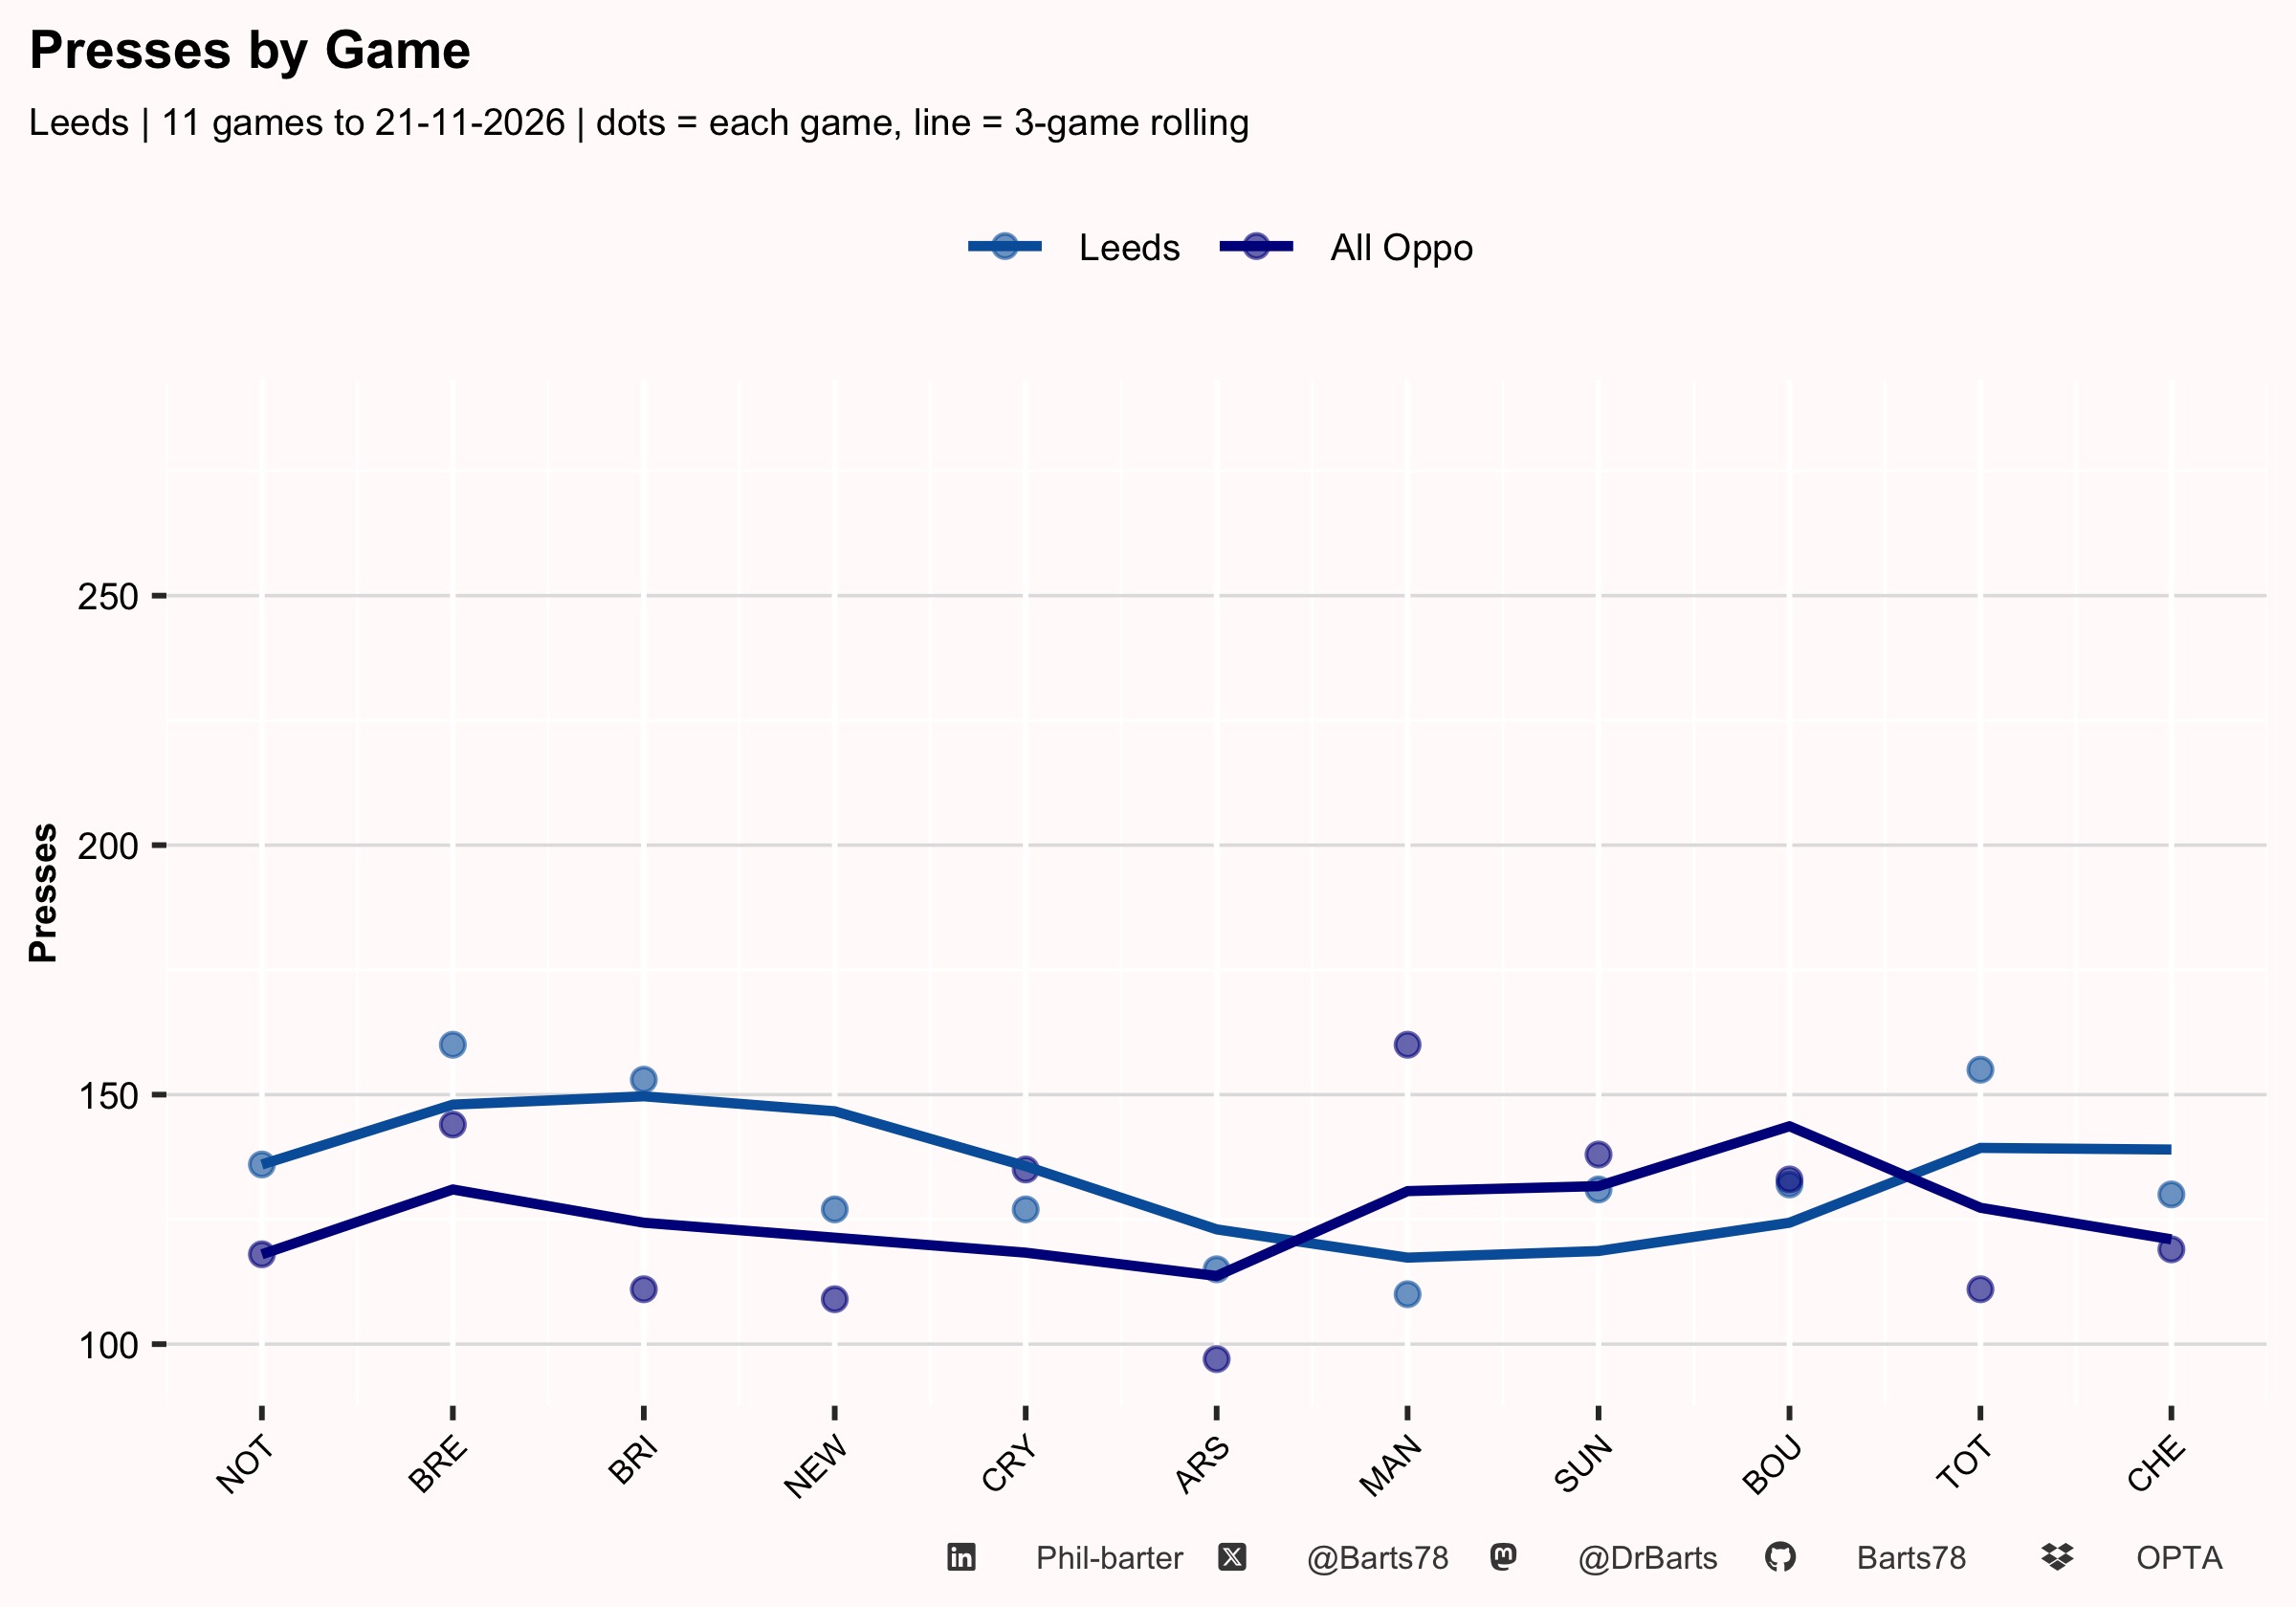 Presses by Game
Leeds | 11 games to 21-11-2026 | dots = each game, line = 3-game rolling
Leeds All Oppo
Presses
250
200
150
100
NOT BRE BRI NEW CRY ARS MAN SUN BOU TOT CHE
Phil-barter @Barts78 @DrBarts Barts78 OPTA